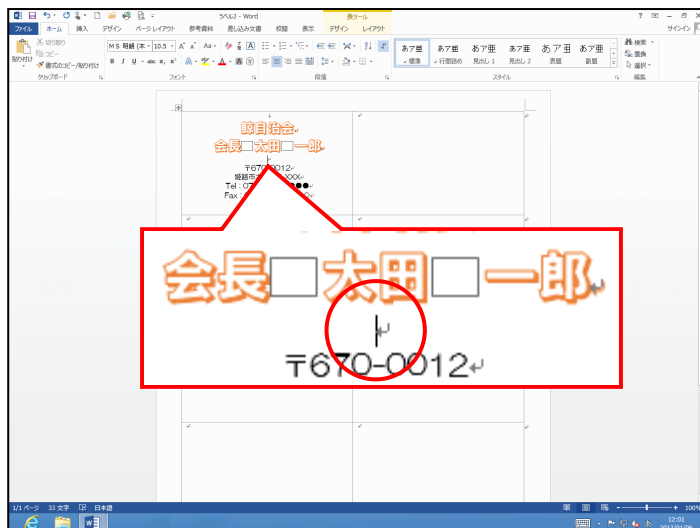 ラベル2 - Word
表ツール
ファイル ホーム 挿入 デザイン ページ レイアウト 参考資料 差し込み文書 校閲 表示 デザイン レイアウト サインイン
貼り付け
切り取り
コピー
書式のコピー/貼り付け
クリップボード
MS 明朝 (本 10.5
フォント
段落
あア亜 あア亜 あア亜 あア亜 あア亜 あア亜
標準 行間詰め 見出し 1 見出し 2 表題 副題
スタイル
検索
置換
選択
編集
鯨自治会
会長□太田□一郎
〒670-0012
Tel
Fax
会長□太田□一郎
〒670-0012
1/1 ページ 33 文字 日本語
100%
12:01